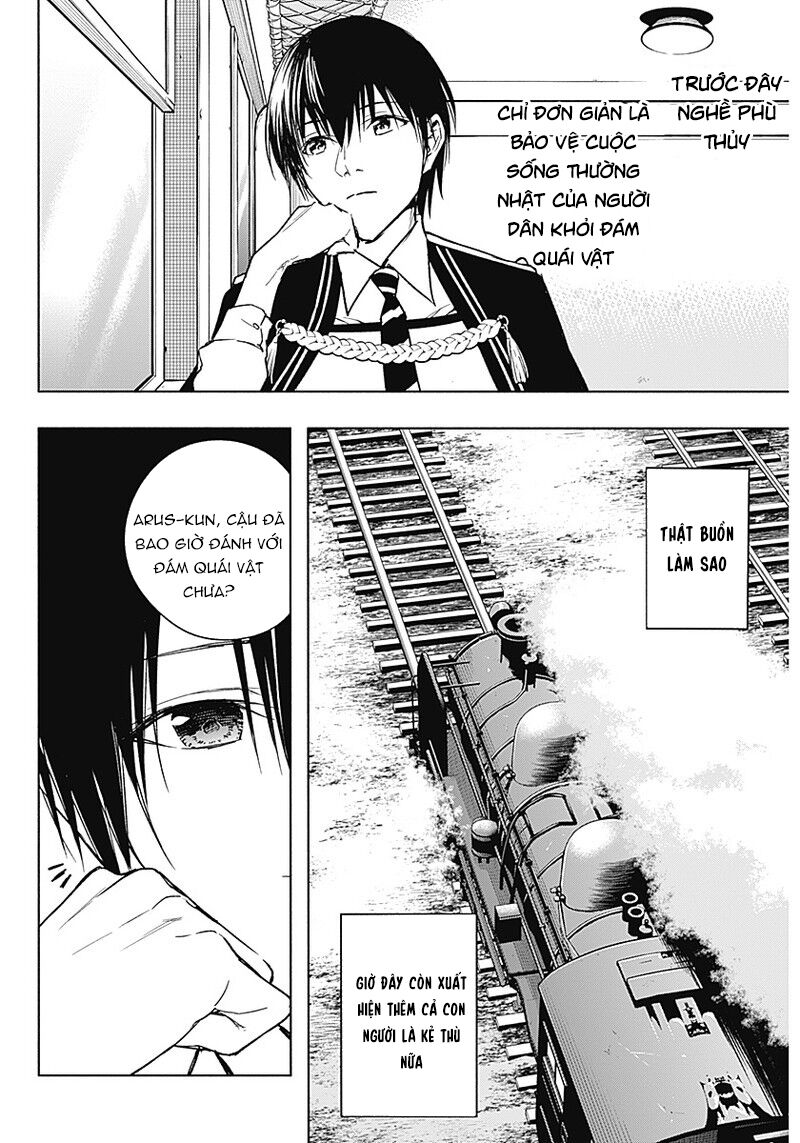 TRƯỚC ĐÂY
NGHỀ PHÙ
THỦY
CHỈ ĐƠN GIẢN LÀ
BẢO VỆ CUỘC
SỐNG THƯỜNG
NHẬT CỦA NGƯỜI
DÂN KHỎI ĐÁM
QUÁI VẬT
THẬT BUỒN
LÀM SAO
GIỜ ĐÂY CÒN XUẤT
HIỆN THÊM CẢ CON
NGƯỜI LÀ KẺ THÙ
NỮA
ARUS-KUN, CẬU ĐÃ
BAO GIỜ ĐÁNH VỚI
ĐÁM QUÁI VẬT
CHƯA?